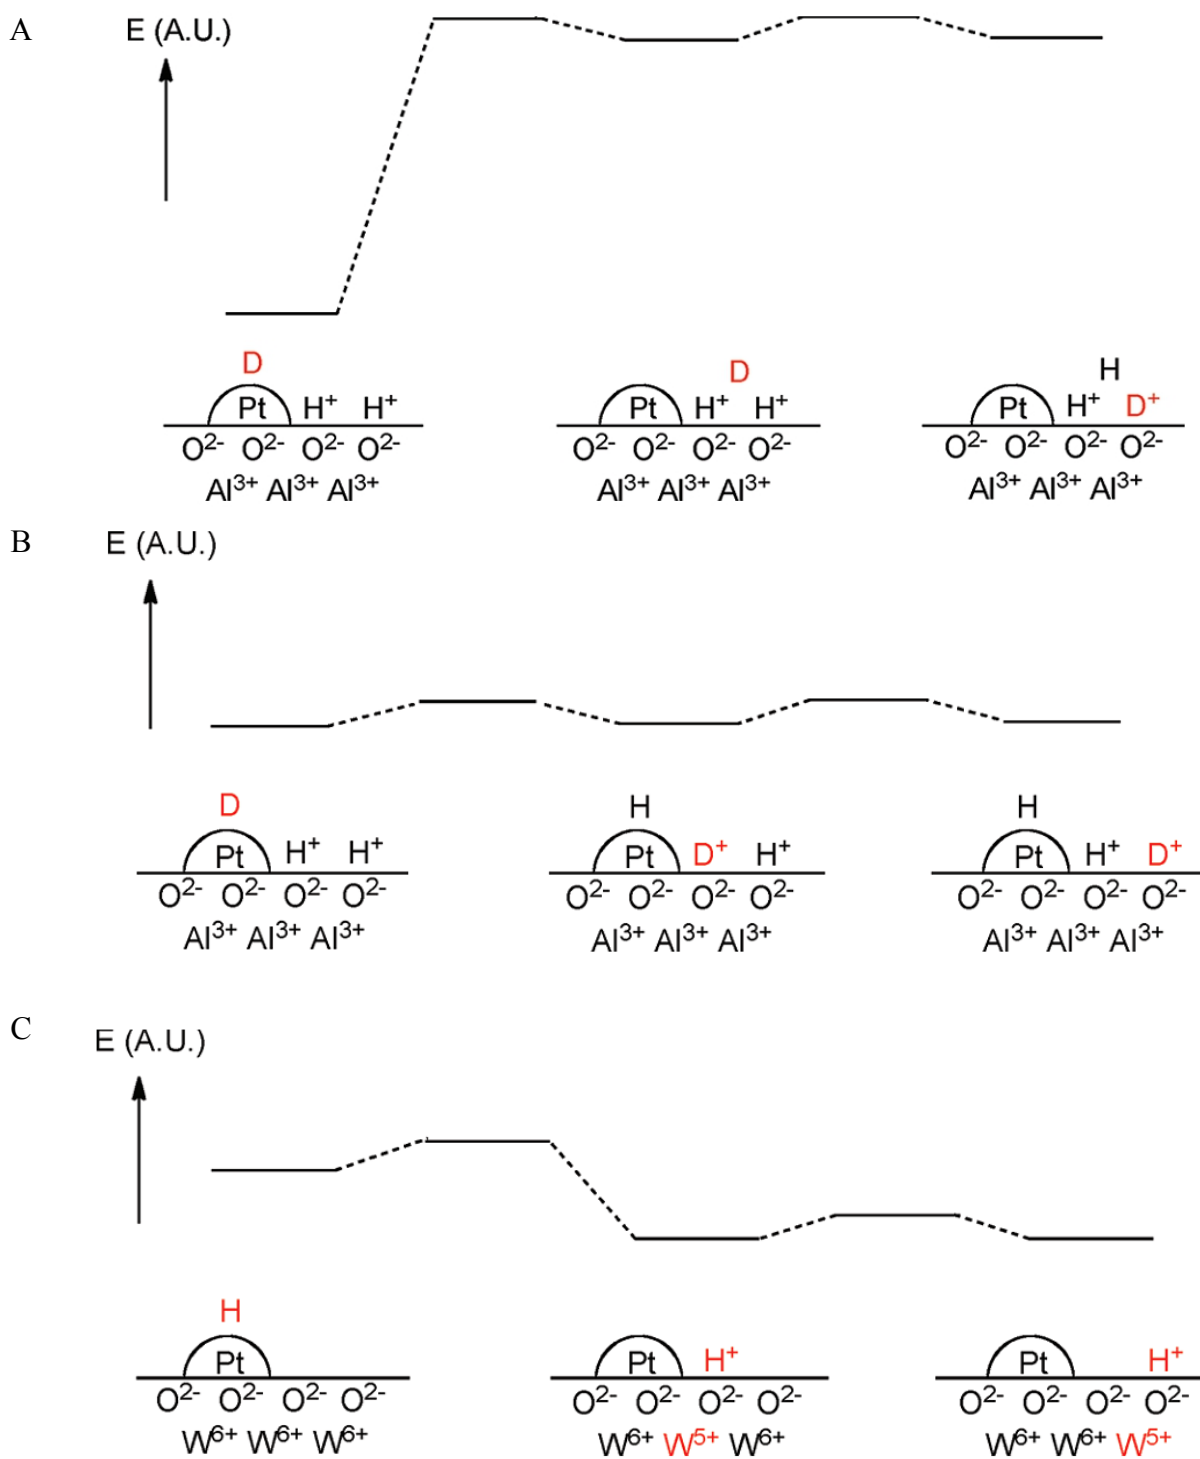 A
E (A.U.)
D
D
H
Pt H⁺ H⁺
Pt H⁺ H⁺
Pt H⁺ D⁺
O²⁻ O²⁻ O²⁻ O²⁻
O²⁻ O²⁻ O²⁻ O²⁻
O²⁻ O²⁻ O²⁻ O²⁻
Al³⁺ Al³⁺ Al³⁺
Al³⁺ Al³⁺ Al³⁺
Al³⁺ Al³⁺ Al³⁺
B
E (A.U.)
D
H
H
Pt H⁺ H⁺
Pt D⁺ H⁺
Pt H⁺ D⁺
O²⁻ O²⁻ O²⁻ O²⁻
O²⁻ O²⁻ O²⁻ O²⁻
O²⁻ O²⁻ O²⁻ O²⁻
Al³⁺ Al³⁺ Al³⁺
Al³⁺ Al³⁺ Al³⁺
Al³⁺ Al³⁺ Al³⁺
C
E (A.U.)
H
Pt
Pt H⁺
Pt H⁺
O²⁻ O²⁻ O²⁻ O²⁻
O²⁻ O²⁻ O²⁻ O²⁻
O²⁻ O²⁻ O²⁻ O²⁻
W⁶⁺ W⁶⁺ W⁶⁺
W⁶⁺ W⁵⁺ W⁶⁺
W⁶⁺ W⁶⁺ W⁵⁺